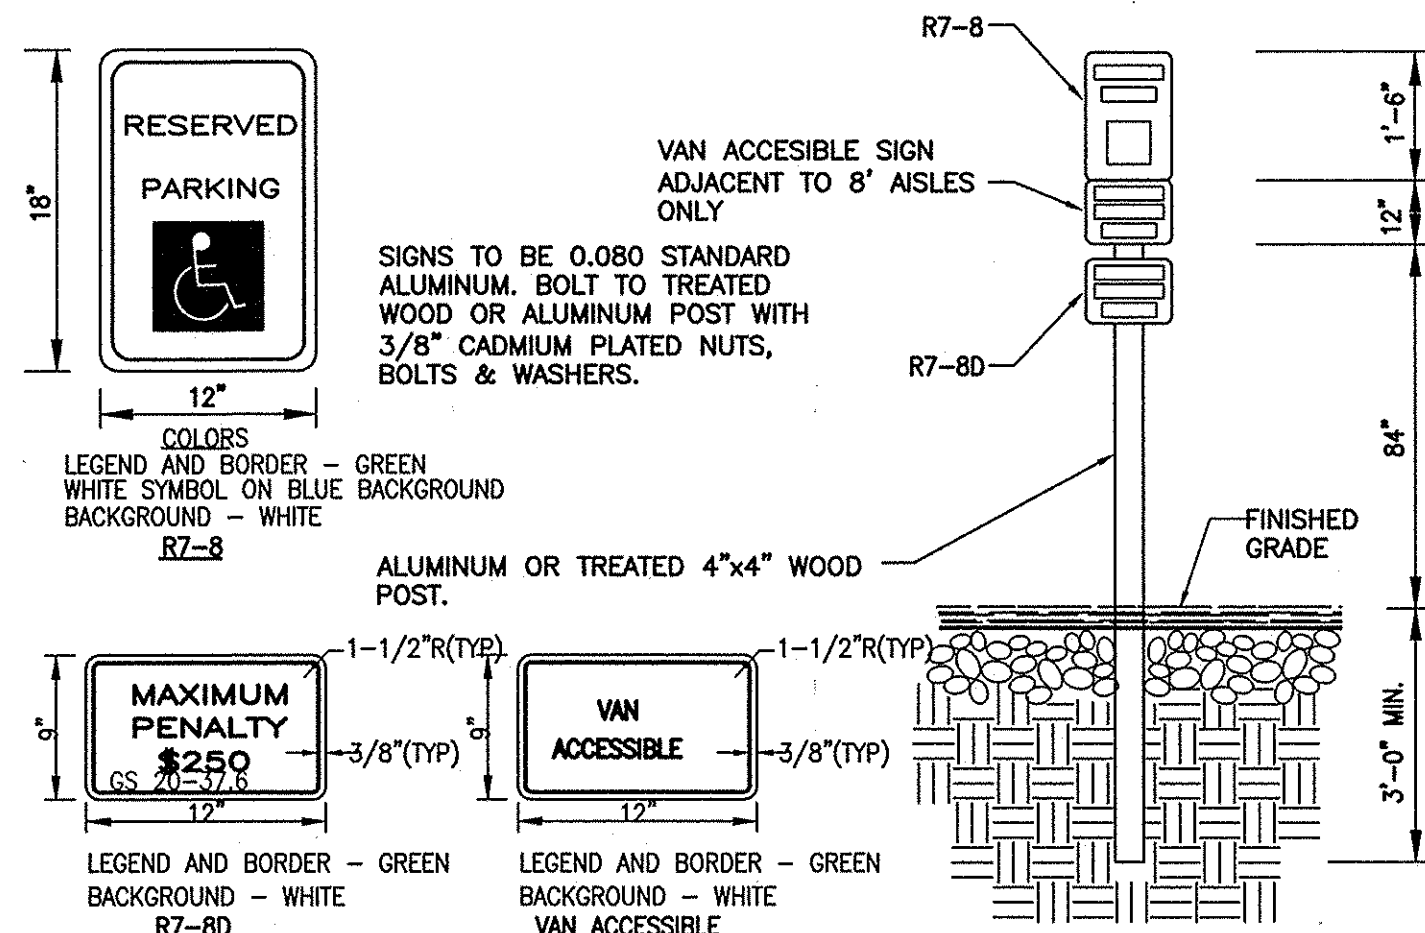 RESERVED
PARKING
18"
12"
COLORS
LEGEND AND BORDER – GREEN
WHITE SYMBOL ON BLUE BACKGROUND
BACKGROUND – WHITE
R7–8
SIGNS TO BE 0.080 STANDARD
ALUMINUM. BOLT TO TREATED
WOOD OR ALUMINUM POST WITH
3/8" CADMIUM PLATED NUTS,
BOLTS & WASHERS.
VAN ACCESIBLE SIGN
ADJACENT TO 8' AISLES
ONLY
R7–8
R7–8D
ALUMINUM OR TREATED 4"x4" WOOD
POST.
FINISHED
GRADE
1'–6"
12"
84"
3'–0" MIN.
MAXIMUM
PENALTY
$250
GS 20–37.6
9"
12"
1–1/2"R(TYP)
3/8"(TYP)
LEGEND AND BORDER – GREEN
BACKGROUND – WHITE
R7–8D
VAN
ACCESSIBLE
9"
12"
1–1/2"R(TYP)
3/8"(TYP)
LEGEND AND BORDER – GREEN
BACKGROUND – WHITE
VAN ACCESSIBLE